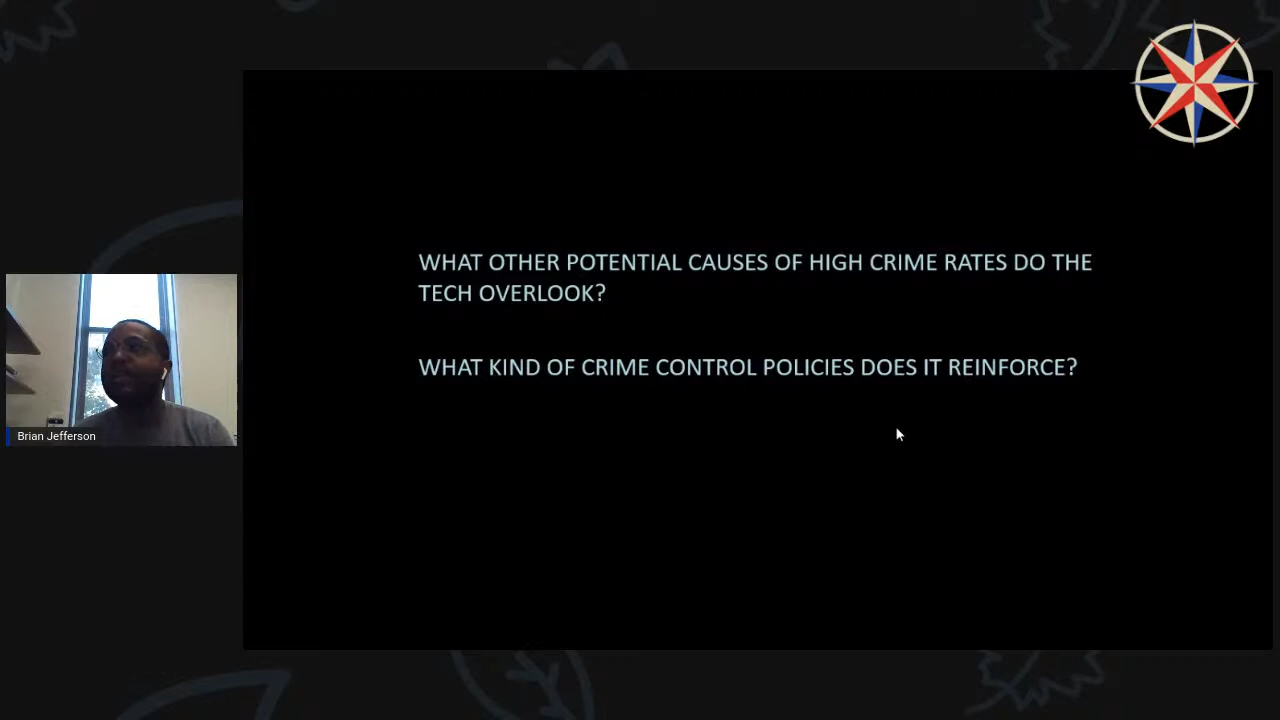 WHAT OTHER POTENTIAL CAUSES OF HIGH CRIME RATES DO THE
TECH OVERLOOK?
WHAT KIND OF CRIME CONTROL POLICIES DOES IT REINFORCE?
Brian Jefferson